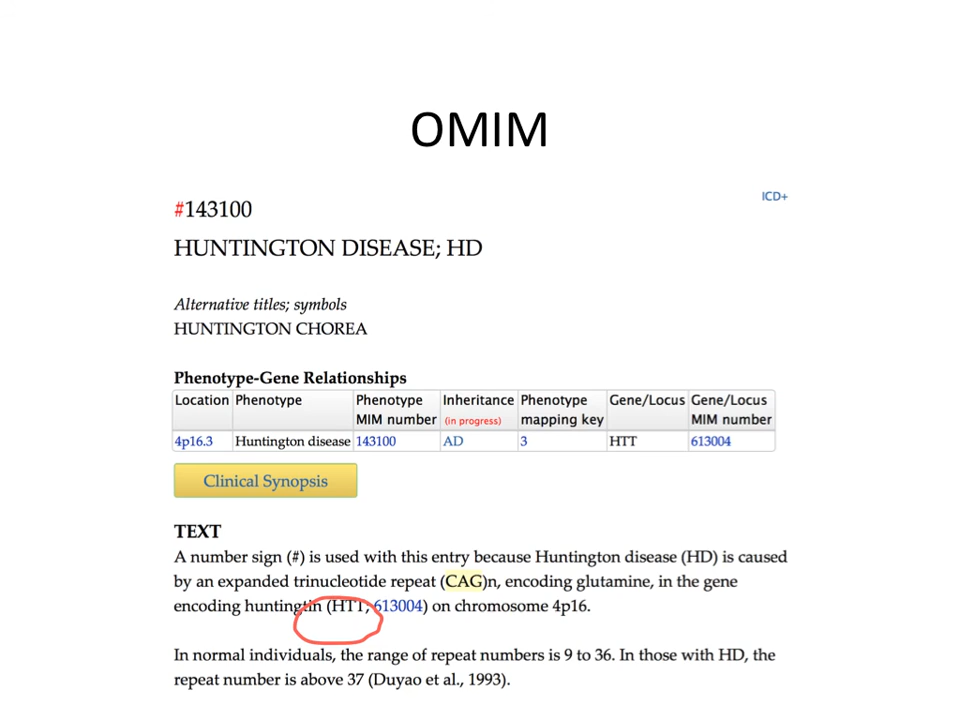 OMIM
ICD+
#143100
HUNTINGTON DISEASE; HD
Alternative titles; symbols
HUNTINGTON CHOREA
Phenotype-Gene Relationships
Location Phenotype Phenotype MIM number Inheritance (in progress) Phenotype mapping key Gene/Locus Gene/Locus MIM number
4p16.3 Huntington disease 143100 AD 3 HTT 613004
Clinical Synopsis
TEXT
A number sign (#) is used with this entry because Huntington disease (HD) is caused
by an expanded trinucleotide repeat (CAG)n, encoding glutamine, in the gene
encoding huntingtin (HTT; 613004) on chromosome 4p16.
In normal individuals, the range of repeat numbers is 9 to 36. In those with HD, the
repeat number is above 37 (Duyao et al., 1993).